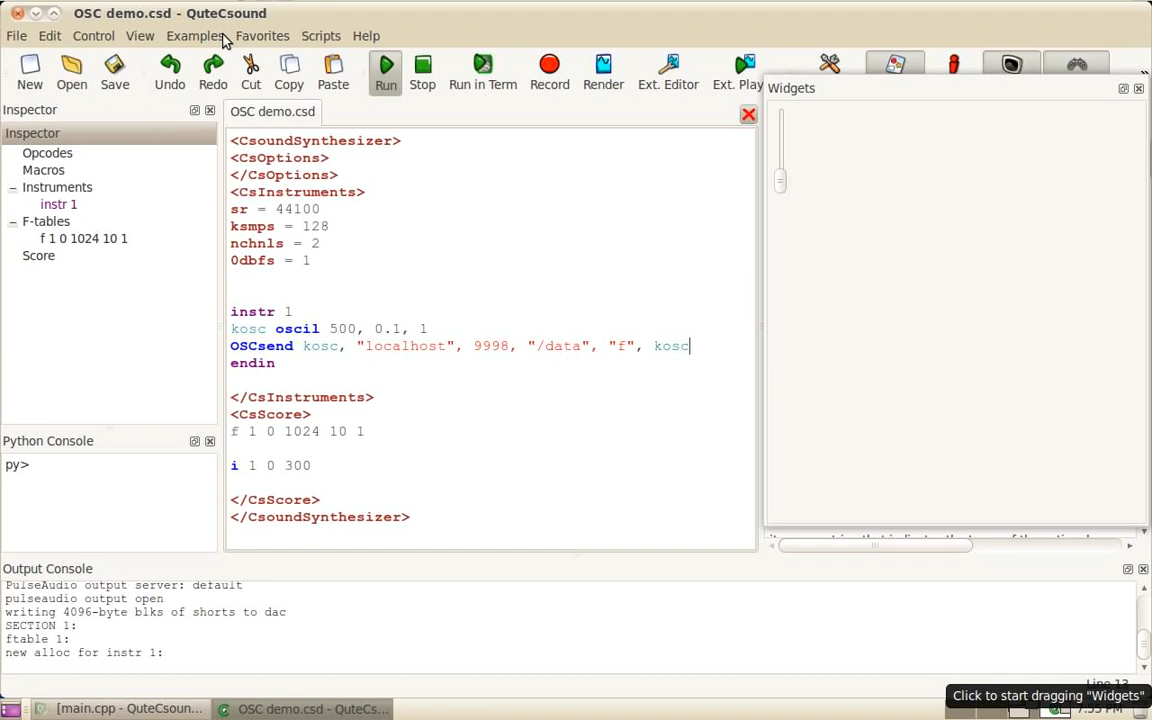 OSC demo.csd - QuteCsound
File Edit Control View Examples Favorites Scripts Help
New Open Save Undo Redo Cut Copy Paste Run Stop Run in Term Record Render Ext. Editor Ext. Play
Inspector
OSC demo.csd
Widgets
Inspector
Opcodes
Macros
Instruments
instr 1
F-tables
f 1 0 1024 10 1
Score
<CsoundSynthesizer>
<CsOptions>
</CsOptions>
<CsInstruments>
sr = 44100
ksmps = 128
nchnls = 2
0dbfs = 1
instr 1
kosc oscil 500, 0.1, 1
OSCsend kosc, "localhost", 9998, "/data", "f", kosc
endin
</CsInstruments>
<CsScore>
f 1 0 1024 10 1
i 1 0 300
</CsScore>
</CsoundSynthesizer>
Python Console
py>
Output Console
PulseAudio output server: default
pulseaudio output open
writing 4096-byte blks of shorts to dac
SECTION 1:
ftable 1:
new alloc for instr 1:
Line 13
Click to start dragging "Widgets"
[main.cpp - QuteCsoun...
OSC demo.csd - QuteCs...
7:55 PM